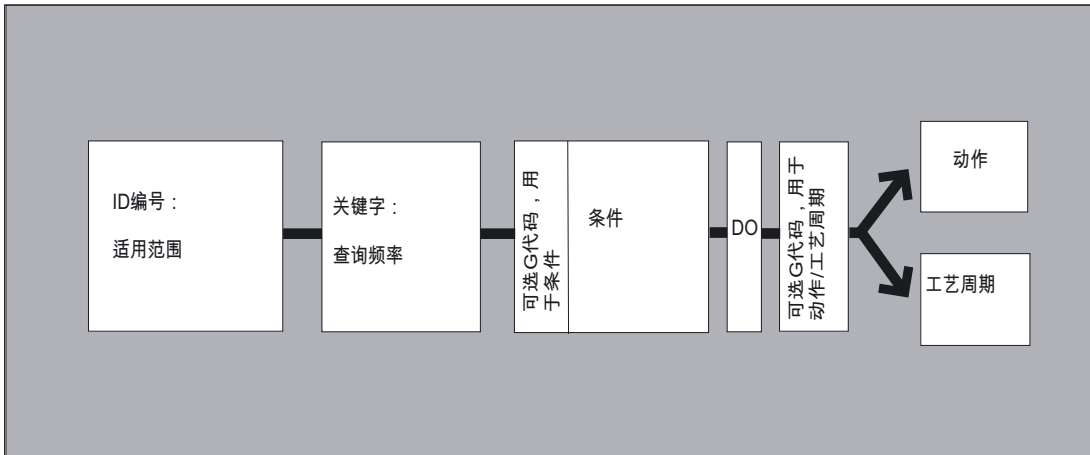 ID编号：
适用范围
关键字：
查询频率
可选G代码，用
于条件
条件
DO
可选G代码，用于
动作/工艺周期
动作
工艺周期